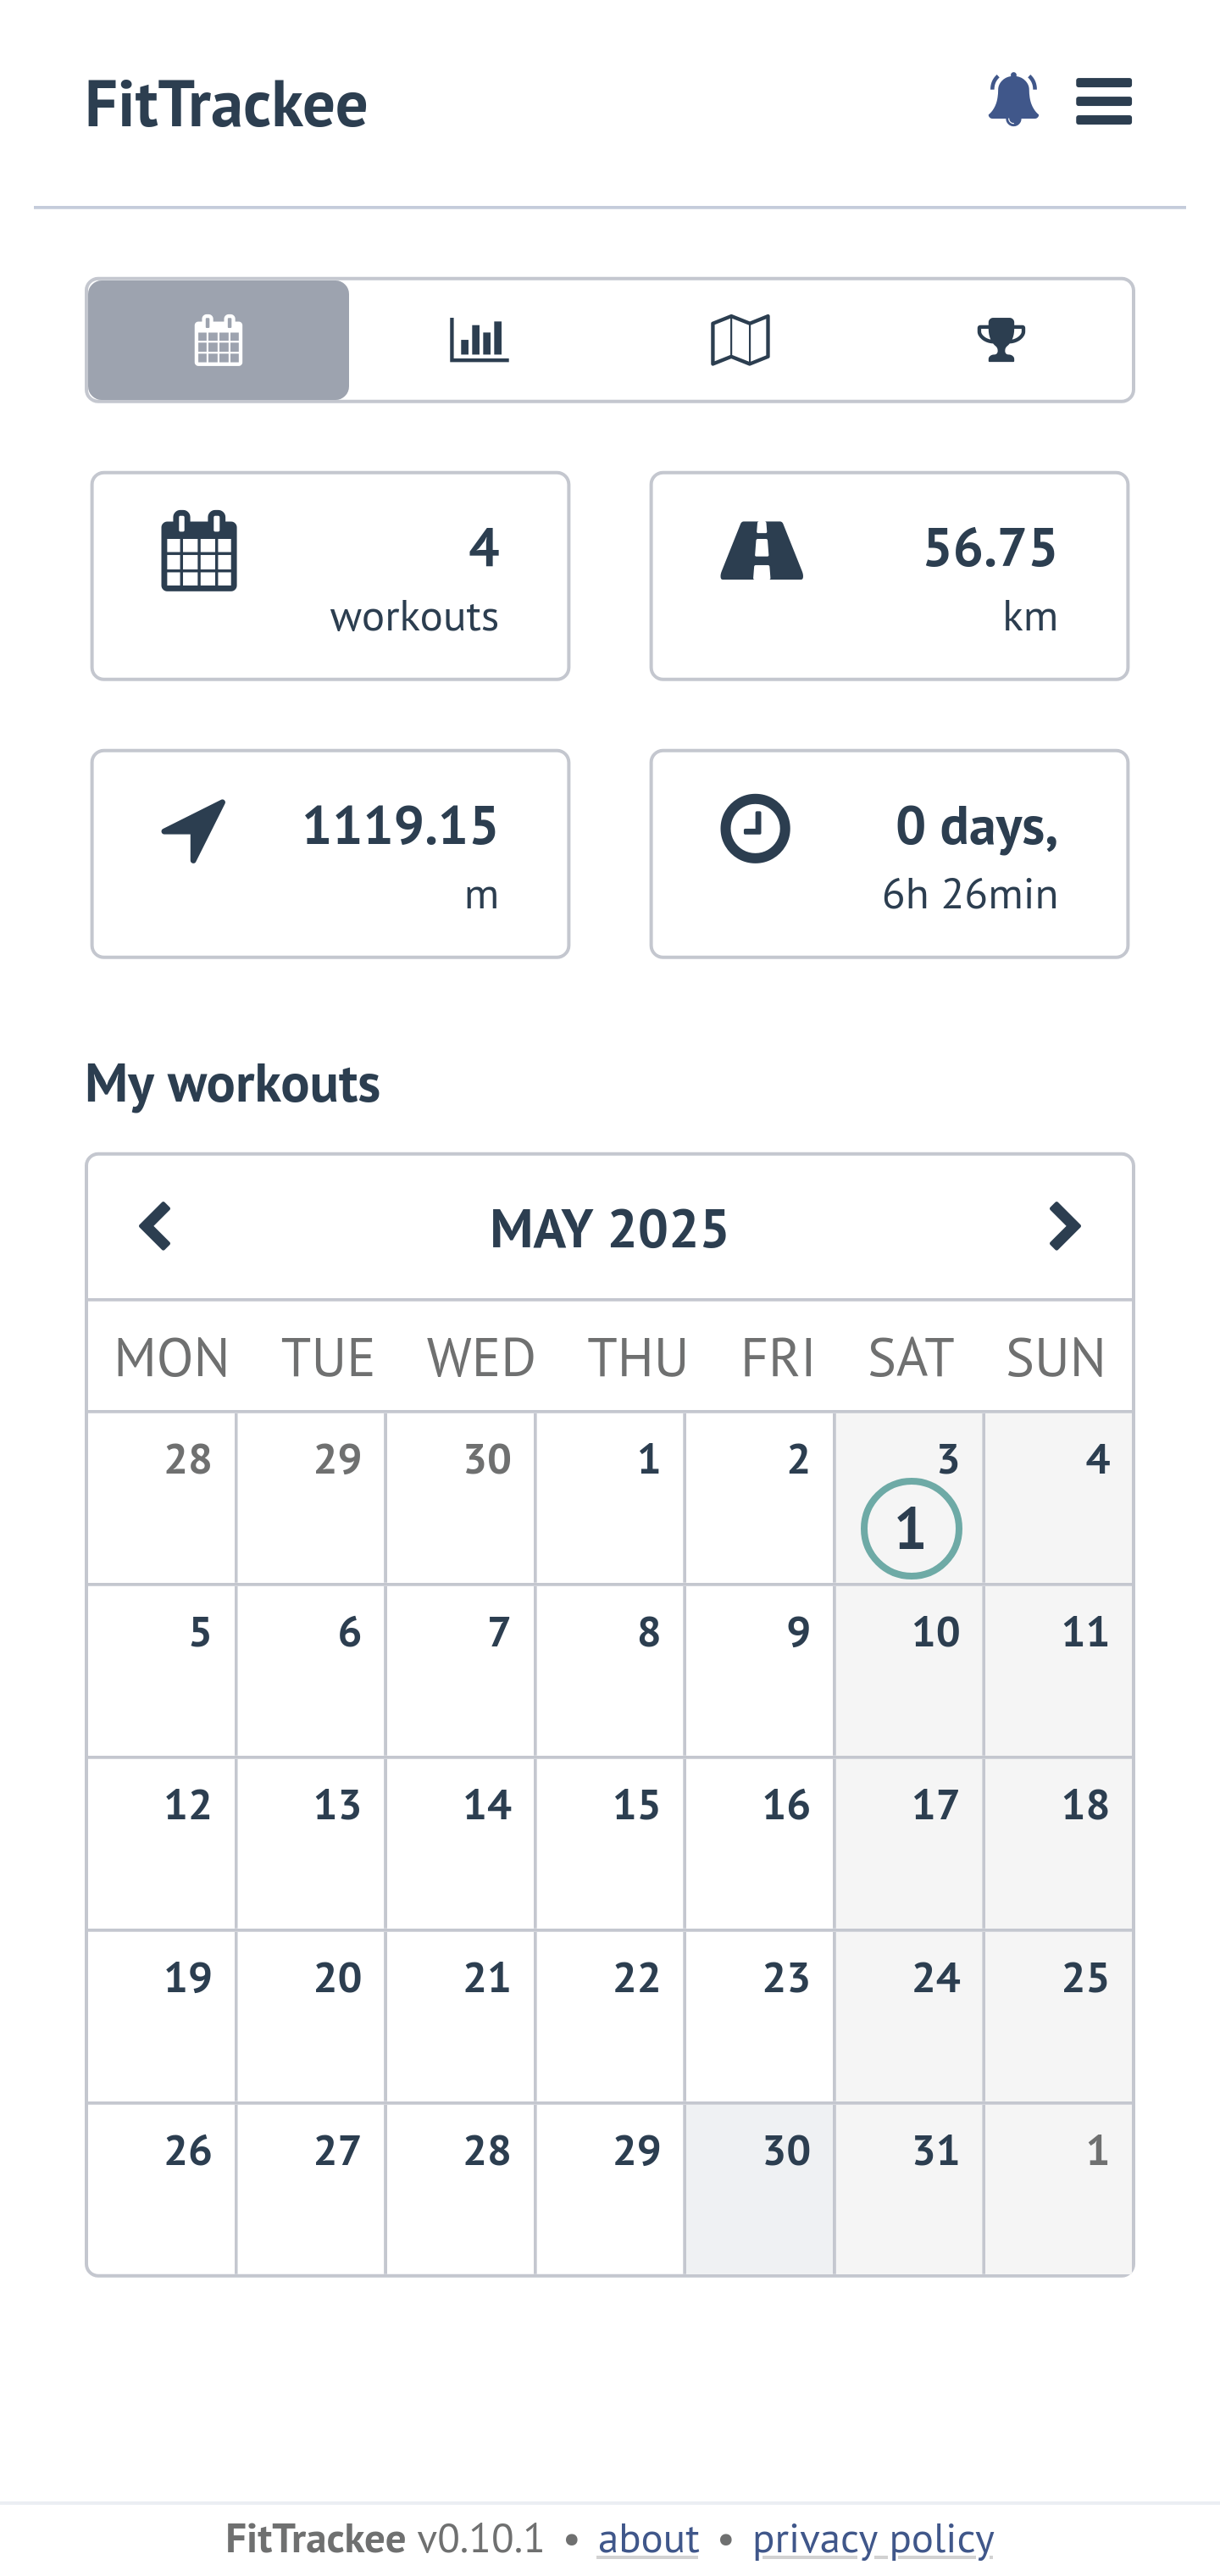 FitTrackee
4
workouts
56.75
km
1119.15
m
0 days,
6h 26min
My workouts
MAY 2025
MON TUE WED THU FRI SAT SUN
28 29 30 1 2 3 4
1
5 6 7 8 9 10 11
12 13 14 15 16 17 18
19 20 21 22 23 24 25
26 27 28 29 30 31 1
FitTrackee v0.10.1 • about • privacy policy